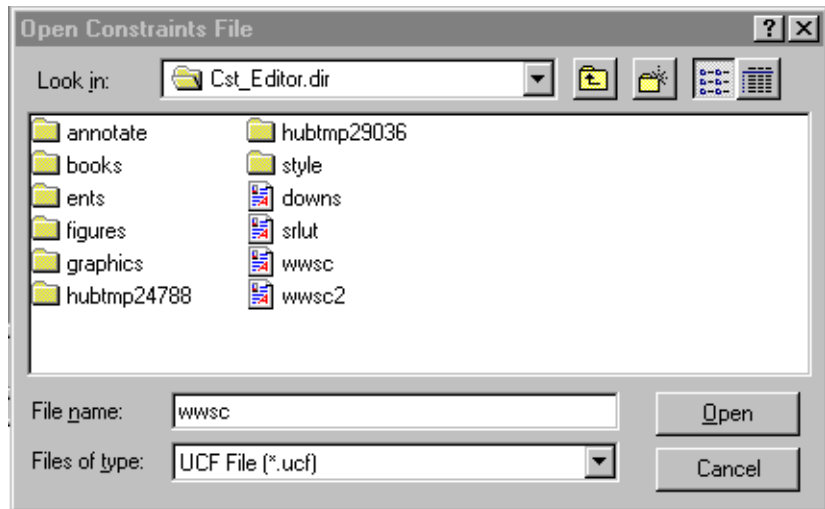 Open Constraints File
Look in: Cst_Editor.dir
annotate hubtmp29036
books style
ents downs
figures srlut
graphics wwsc
hubtmp24788 wwsc2
File name: wwsc Open
Files of type: UCF File (*.ucf) Cancel